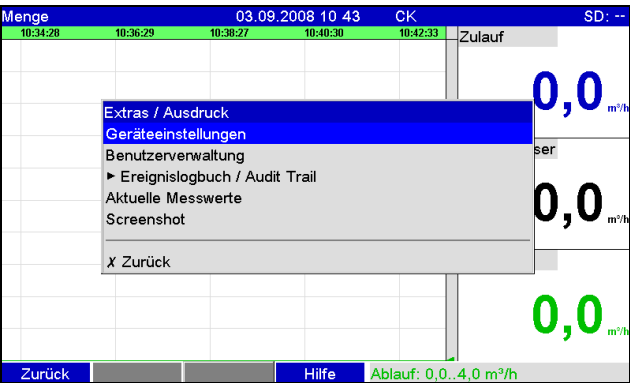 Menge 03.09.2008 10 43 CK SD: --
10:34:28 10:36:29 10:38:27 10:40:30 10:42:33
Zulauf
0,0 m³/h
Extras / Ausdruck
Geräteeinstellungen
Benutzerverwaltung
► Ereignislogbuch / Audit Trail
Aktuelle Messwerte
Screenshot
✗ Zurück
ser
0,0 m³/h
0,0 m³/h
Zurück Hilfe Ablauf: 0,0..4,0 m³/h